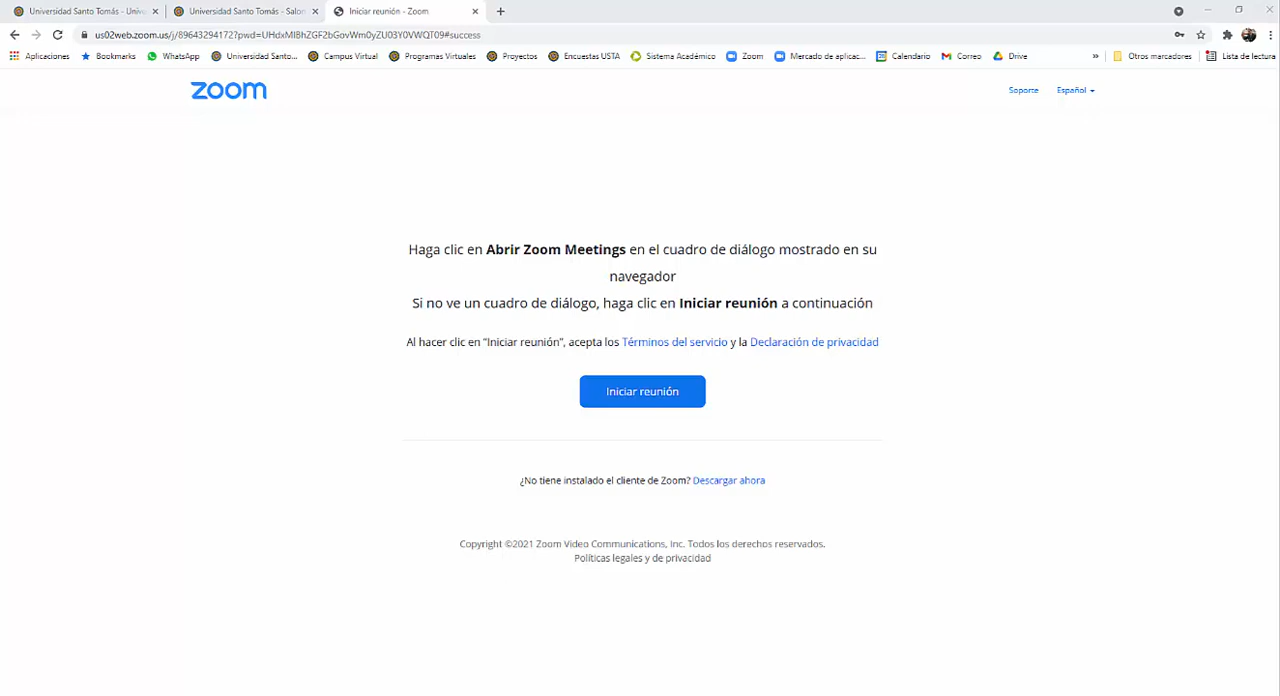 Universidad Santo Tomás - Unive
Universidad Santo Tomás - Salon
Iniciar reunión - Zoom
us02web.zoom.us/j/89643294172?pwd=UHdxMlBhZGF2bGovWm0yZU03Y0VWQT09#success
Aplicaciones
Bookmarks
WhatsApp
Universidad Santo...
Campus Virtual
Programas Virtuales
Proyectos
Encuestas USTA
Sistema Académico
Zoom
Mercado de aplicac...
Calendario
Correo
Drive
»
Otros marcadores
Lista de lectura
zoom
Soporte
Español
Haga clic en Abrir Zoom Meetings en el cuadro de diálogo mostrado en su
navegador
Si no ve un cuadro de diálogo, haga clic en Iniciar reunión a continuación
Al hacer clic en “Iniciar reunión”, acepta los Términos del servicio y la Declaración de privacidad
Iniciar reunión
¿No tiene instalado el cliente de Zoom? Descargar ahora
Copyright ©2021 Zoom Video Communications, Inc. Todos los derechos reservados.
Políticas legales y de privacidad